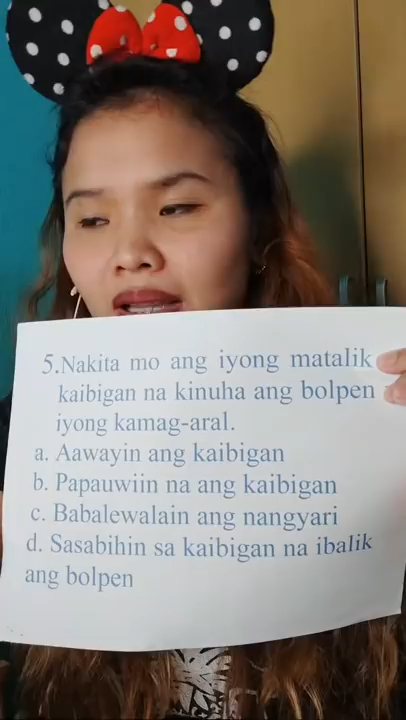 5.Nakita mo ang iyong matalik
kaibigan na kinuha ang bolpen
iyong kamag-aral.
a. Aawayin ang kaibigan
b. Papauwiin na ang kaibigan
c. Babalewalain ang nangyari
d. Sasabihin sa kaibigan na ibalik
ang bolpen